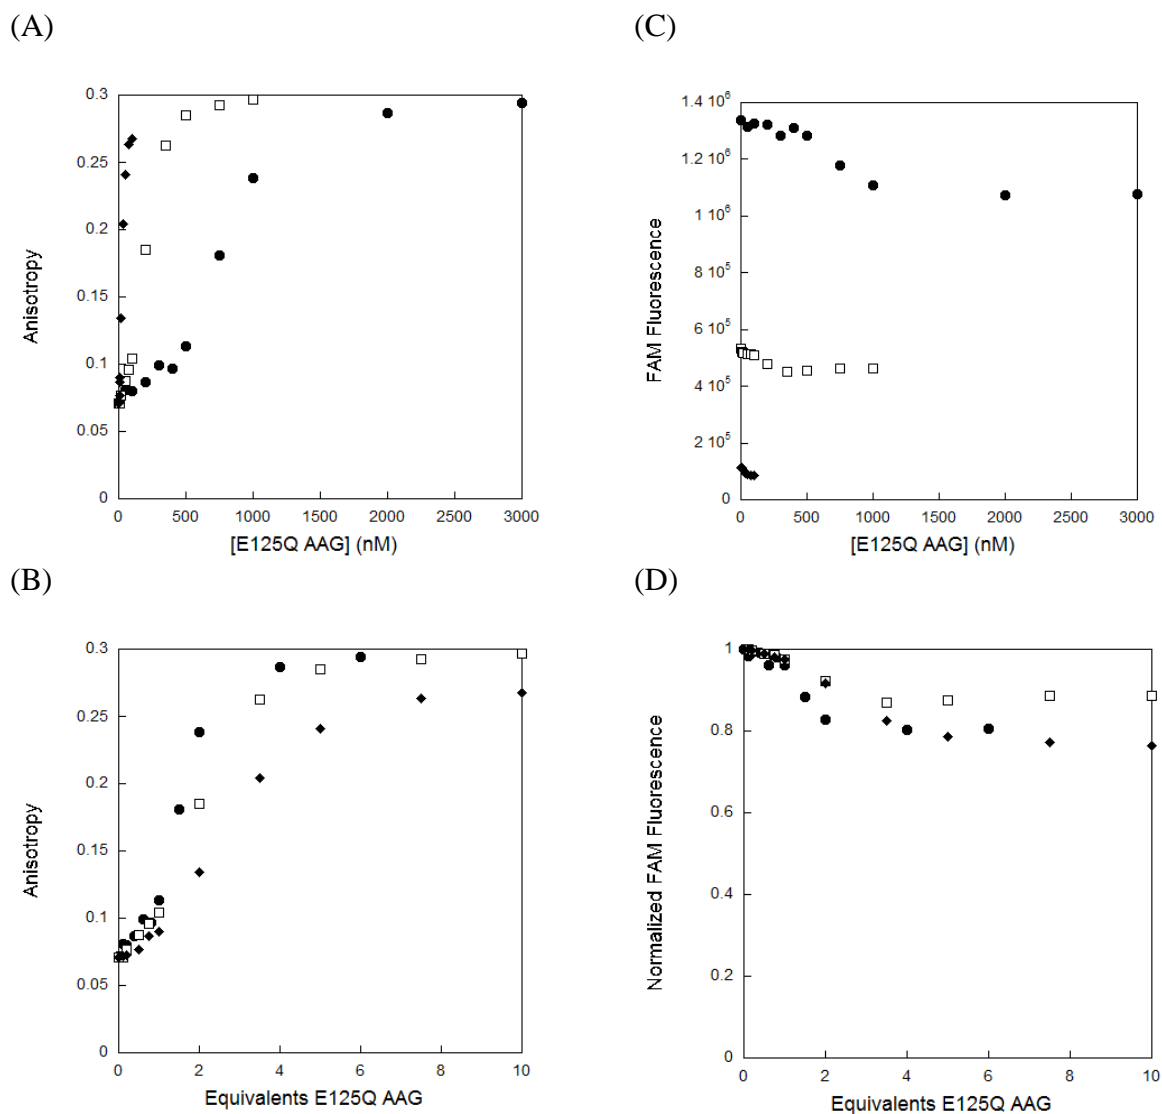 (A)
Anisotropy
0.3
0.25
0.2
0.15
0.1
0.05
0
0 500 1000 1500 2000 2500 3000
[E125Q AAG] (nM)
(C)
FAM Fluorescence
1.4 10⁶
1.2 10⁶
1 10⁶
8 10⁵
6 10⁵
4 10⁵
2 10⁵
0
0 500 1000 1500 2000 2500 3000
[E125Q AAG] (nM)
(B)
Anisotropy
0.3
0.25
0.2
0.15
0.1
0.05
0
0 2 4 6 8 10
Equivalents E125Q AAG
(D)
Normalized FAM Fluorescence
1
0.8
0.6
0.4
0.2
0
0 2 4 6 8 10
Equivalents E125Q AAG